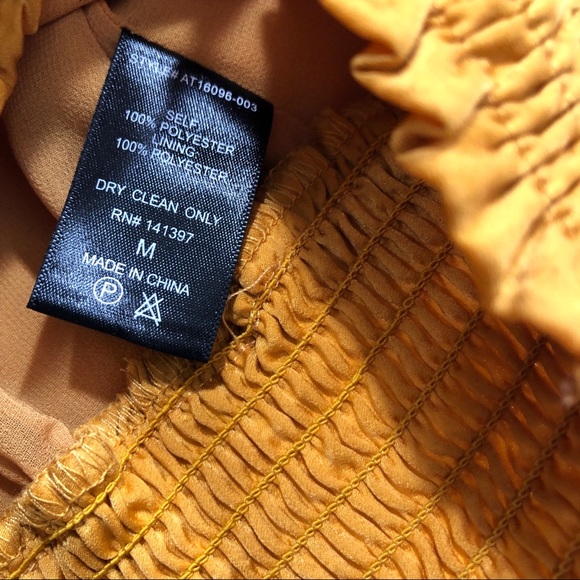 STYLE# AT16096-003
SELF:
100% POLYESTER
LINING:
100% POLYESTER
DRY CLEAN ONLY
RN# 141397
M
MADE IN CHINA
P